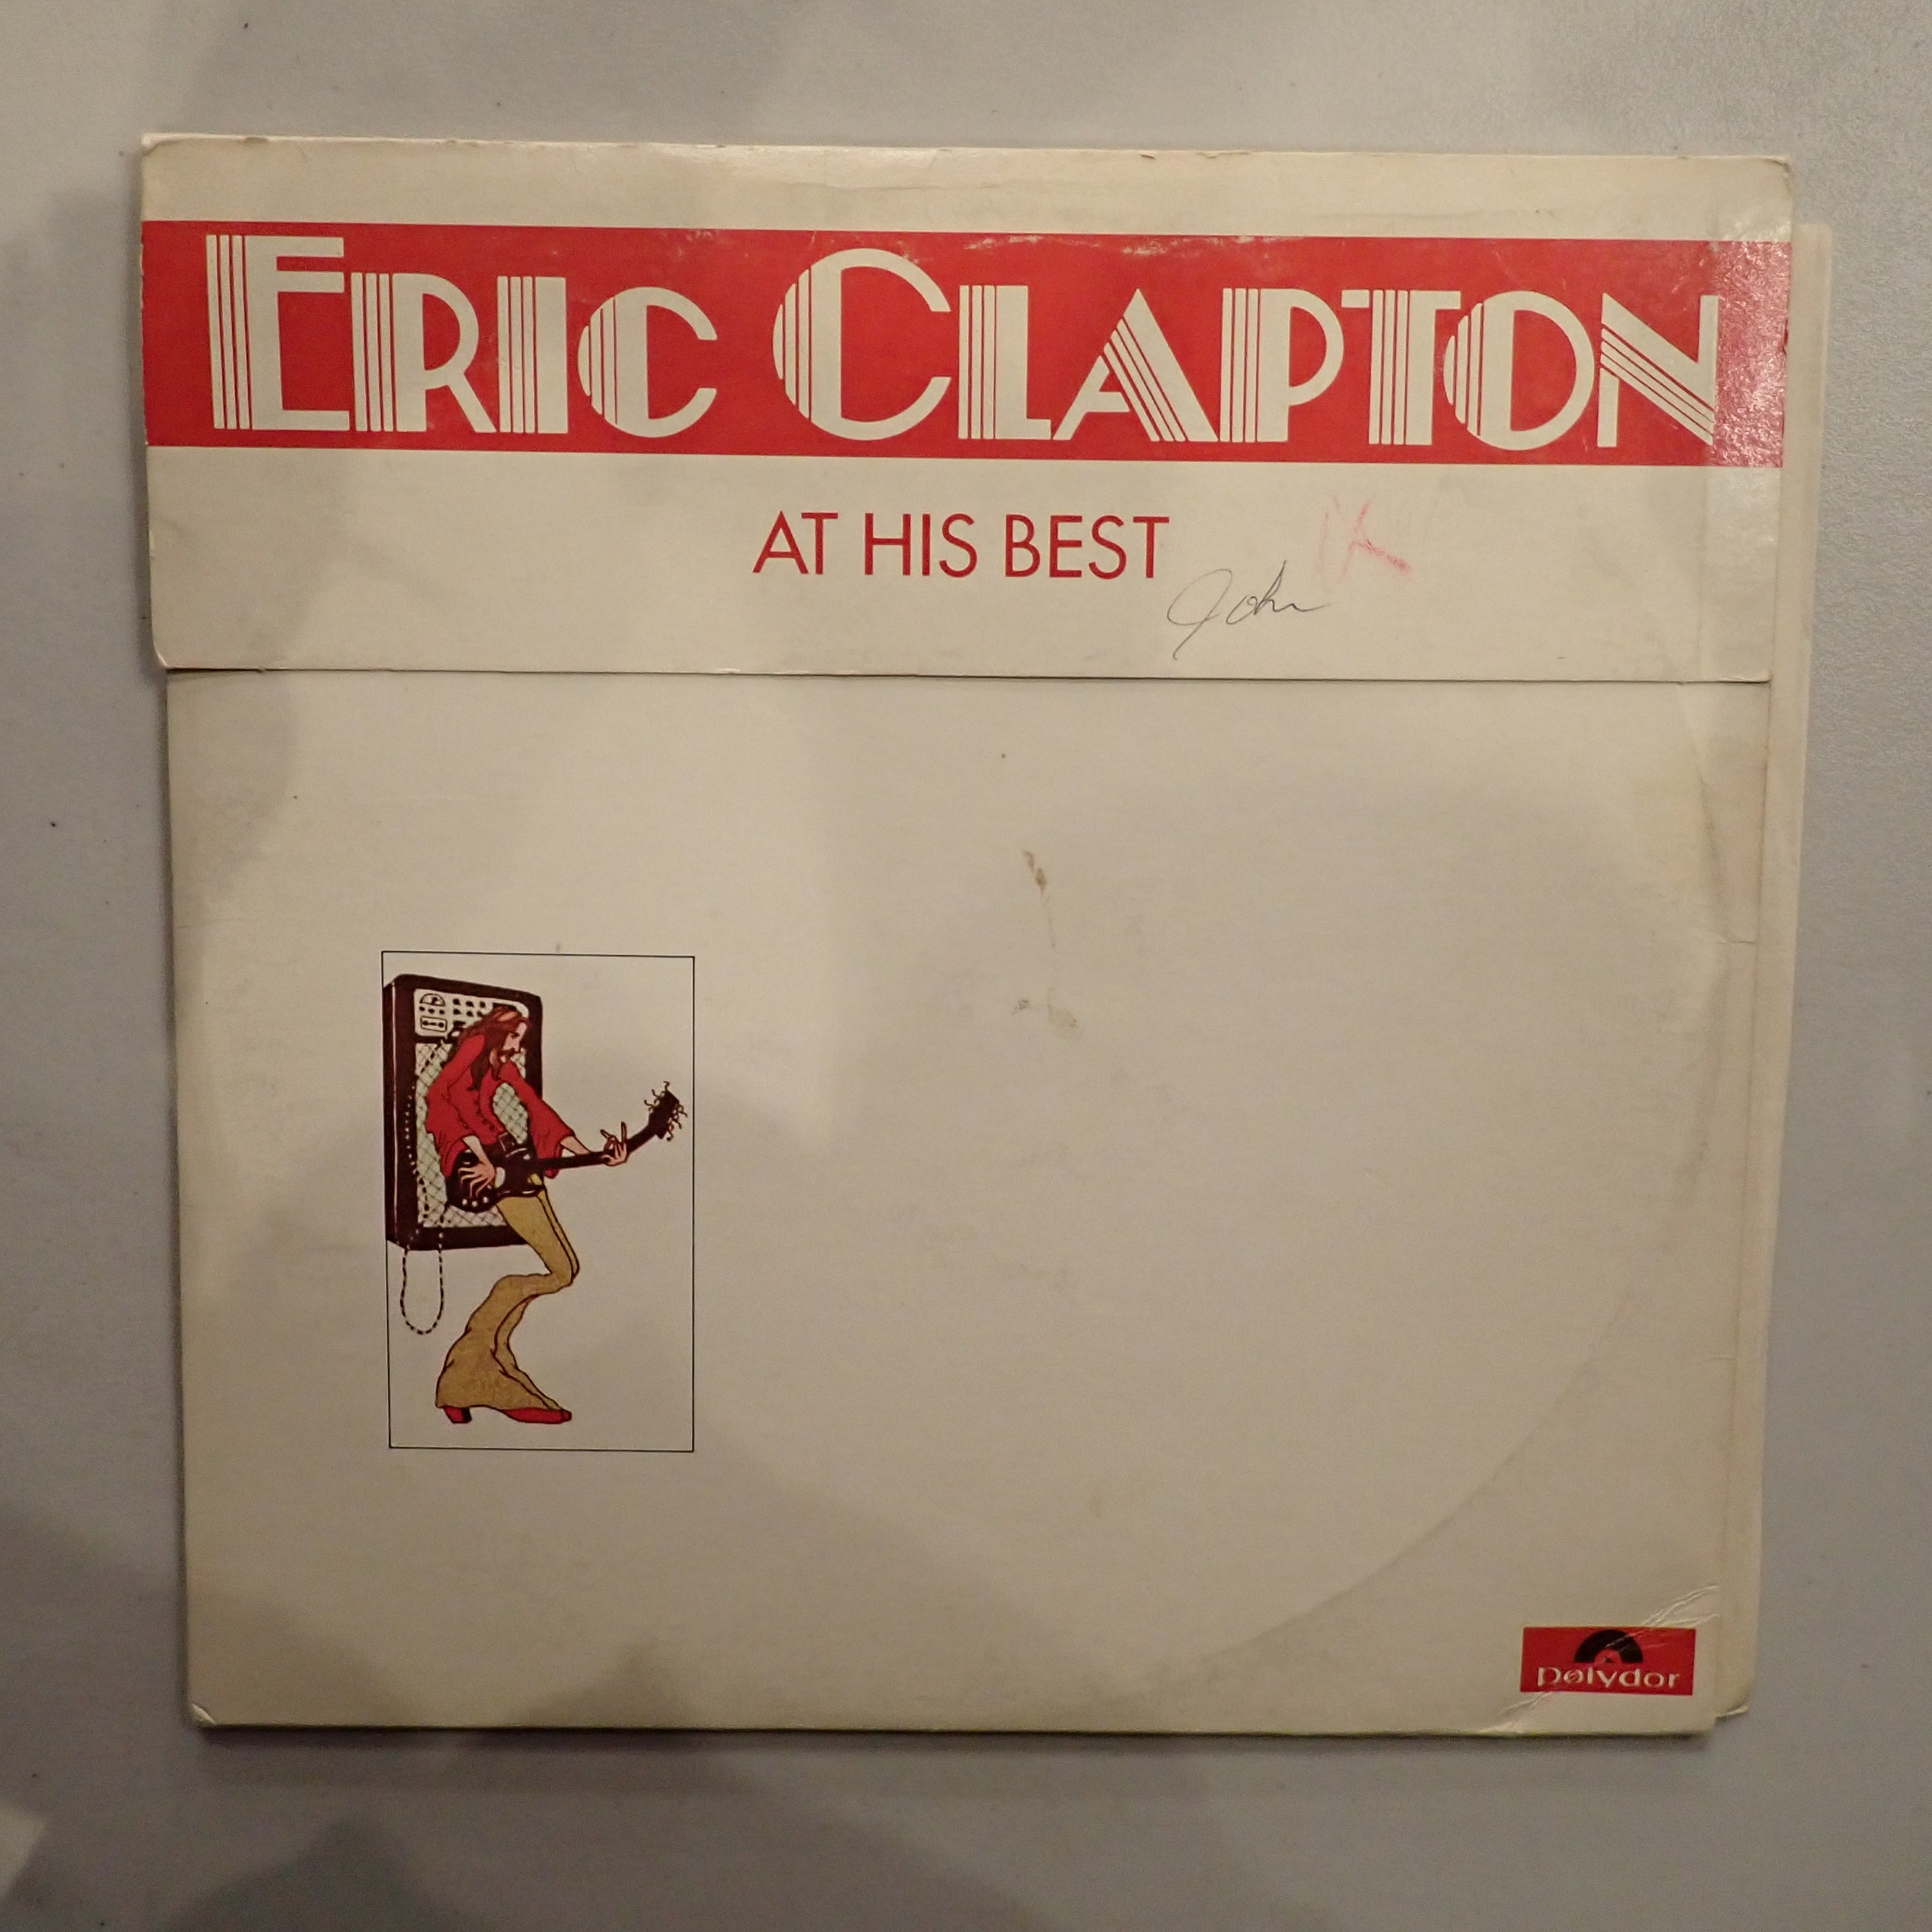 ERIC CLAPTON
AT HIS BEST
John
polydor